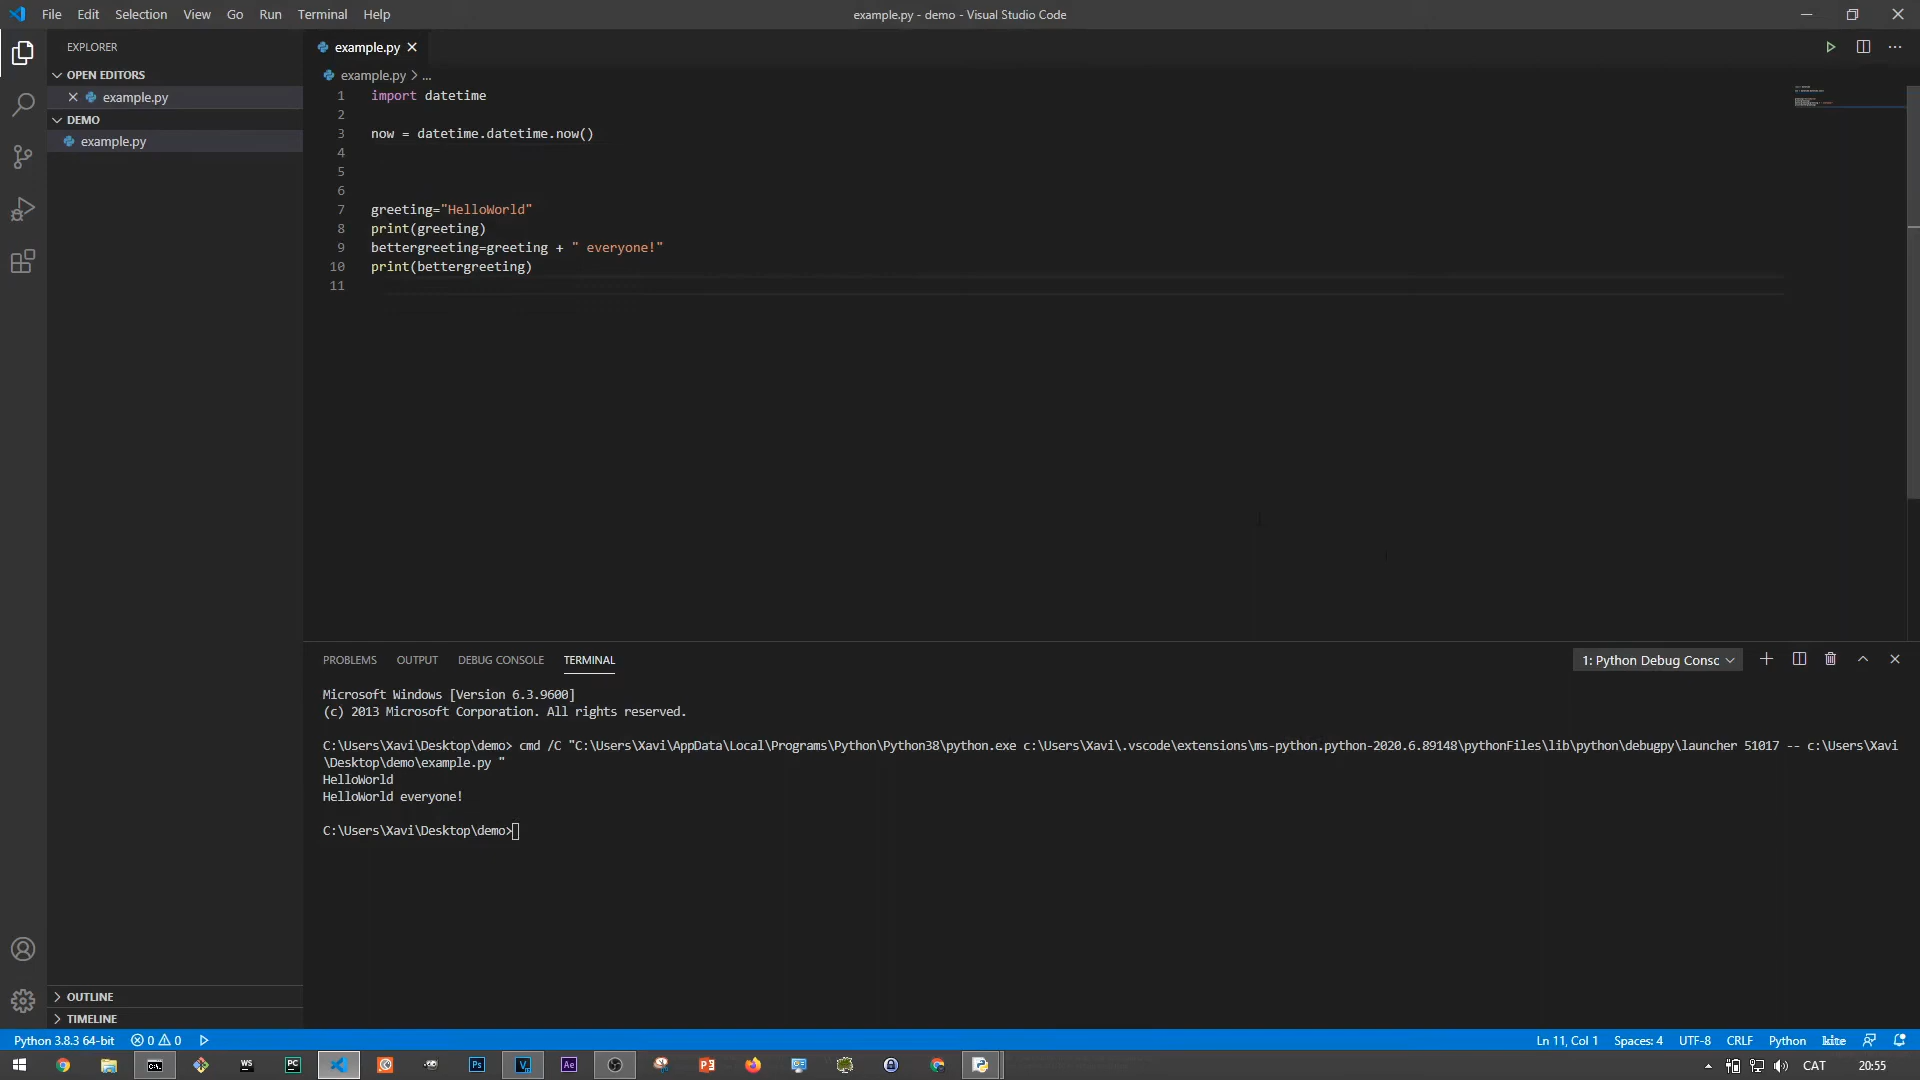 File Edit Selection View Go Run Terminal Help
example.py - demo - Visual Studio Code
EXPLORER
OPEN EDITORS
example.py
DEMO
example.py
OUTLINE
TIMELINE
example.py
example.py > ...
1 import datetime
2
3 now = datetime.datetime.now()
4
5
6
7 greeting="HelloWorld"
8 print(greeting)
9 bettergreeting=greeting + " everyone!"
10 print(bettergreeting)
11
PROBLEMS OUTPUT DEBUG CONSOLE TERMINAL
1: Python Debug Consc
Microsoft Windows [Version 6.3.9600]
(c) 2013 Microsoft Corporation. All rights reserved.
C:\Users\Xavi\Desktop\demo> cmd /C "C:\Users\Xavi\AppData\Local\Programs\Python\Python38\python.exe c:\Users\Xavi\.vscode\extensions\ms-python.python-2020.6.89148\pythonFiles\lib\python\debugpy\launcher 51017 -- c:\Users\Xavi
\Desktop\demo\example.py "
HelloWorld
HelloWorld everyone!
C:\Users\Xavi\Desktop\demo>
Python 3.8.3 64-bit 0 0
Ln 11, Col 1 Spaces: 4 UTF-8 CRLF Python kite
WS PC Ps V Ae P CAT 20:55